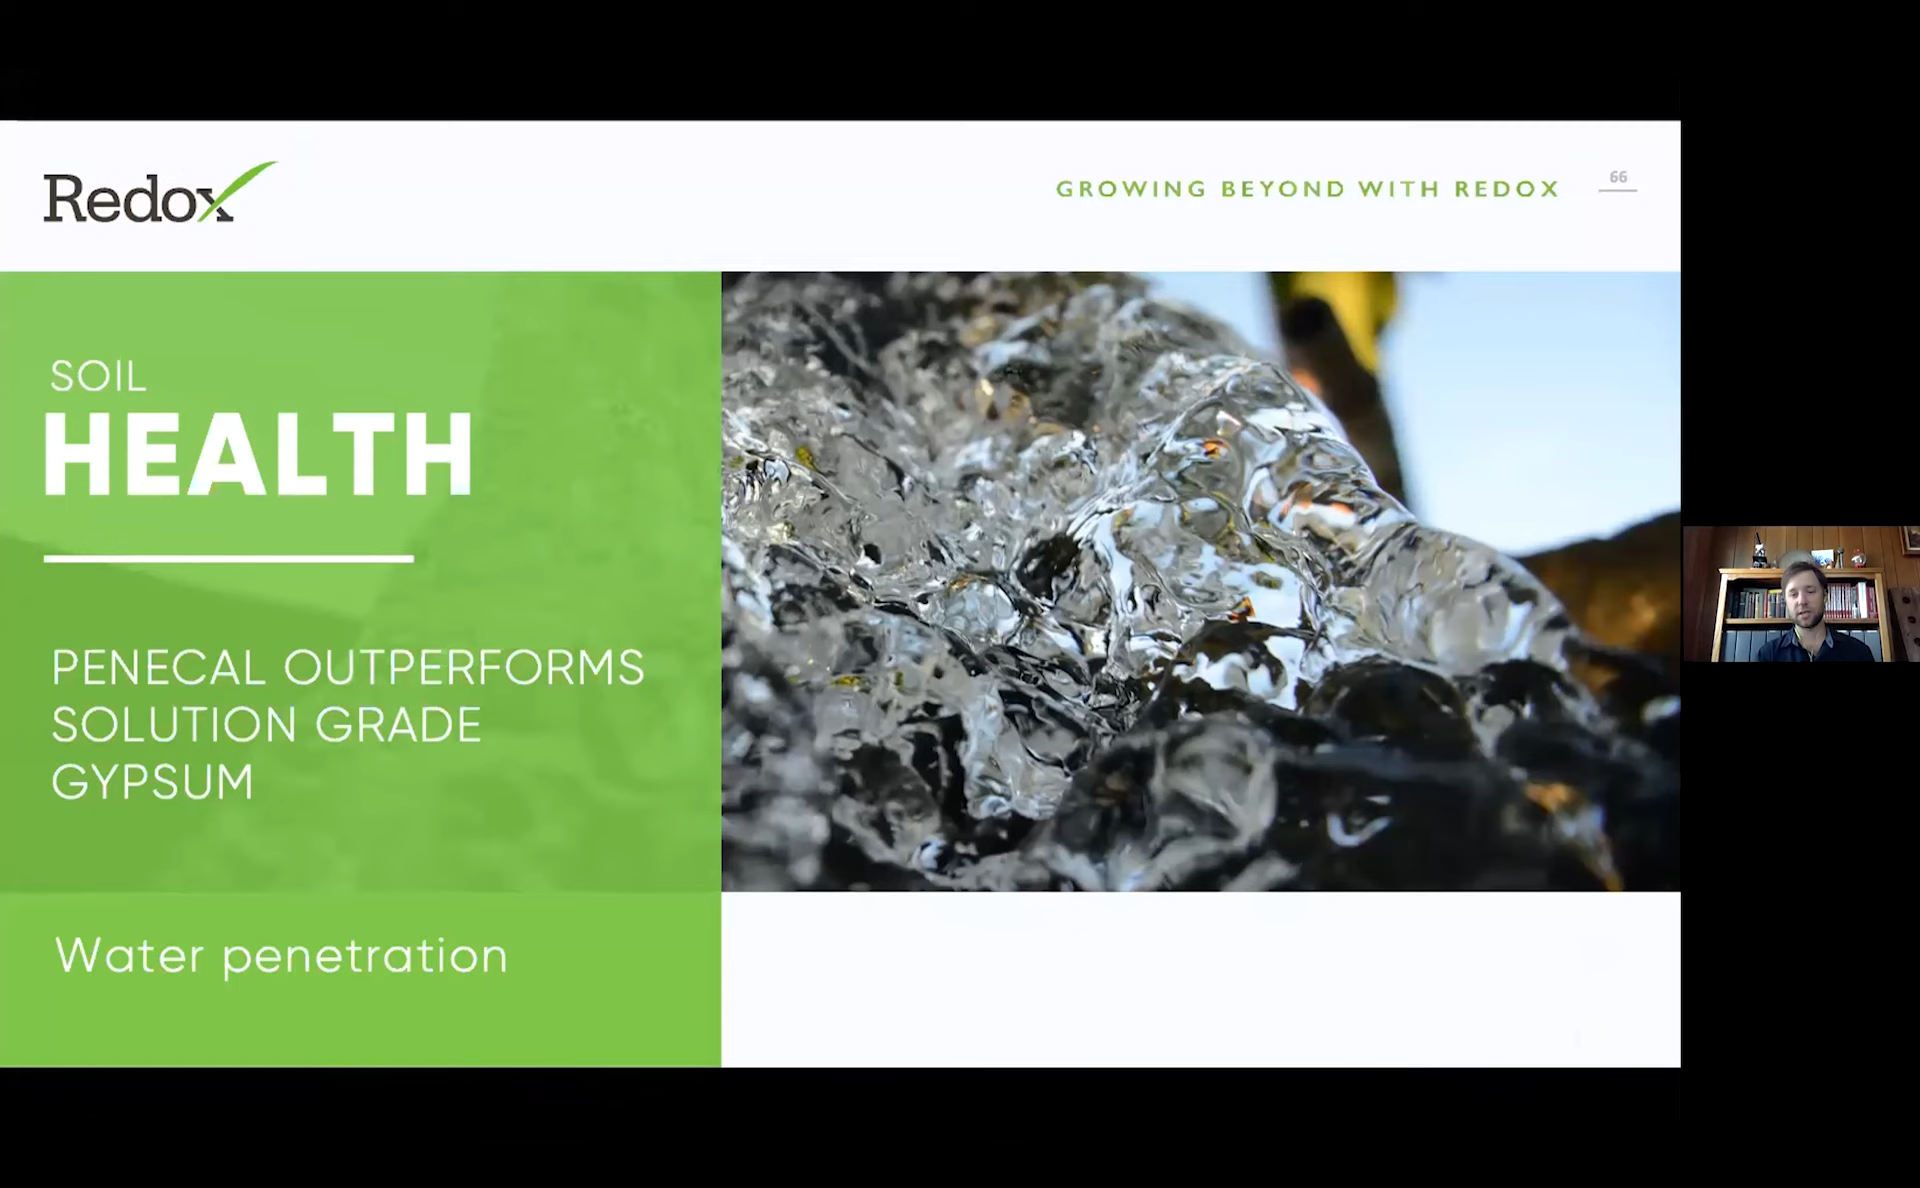 Redox
GROWING BEYOND WITH REDOX
66
SOIL
HEALTH
PENECAL OUTPERFORMS
SOLUTION GRADE
GYPSUM
Water penetration